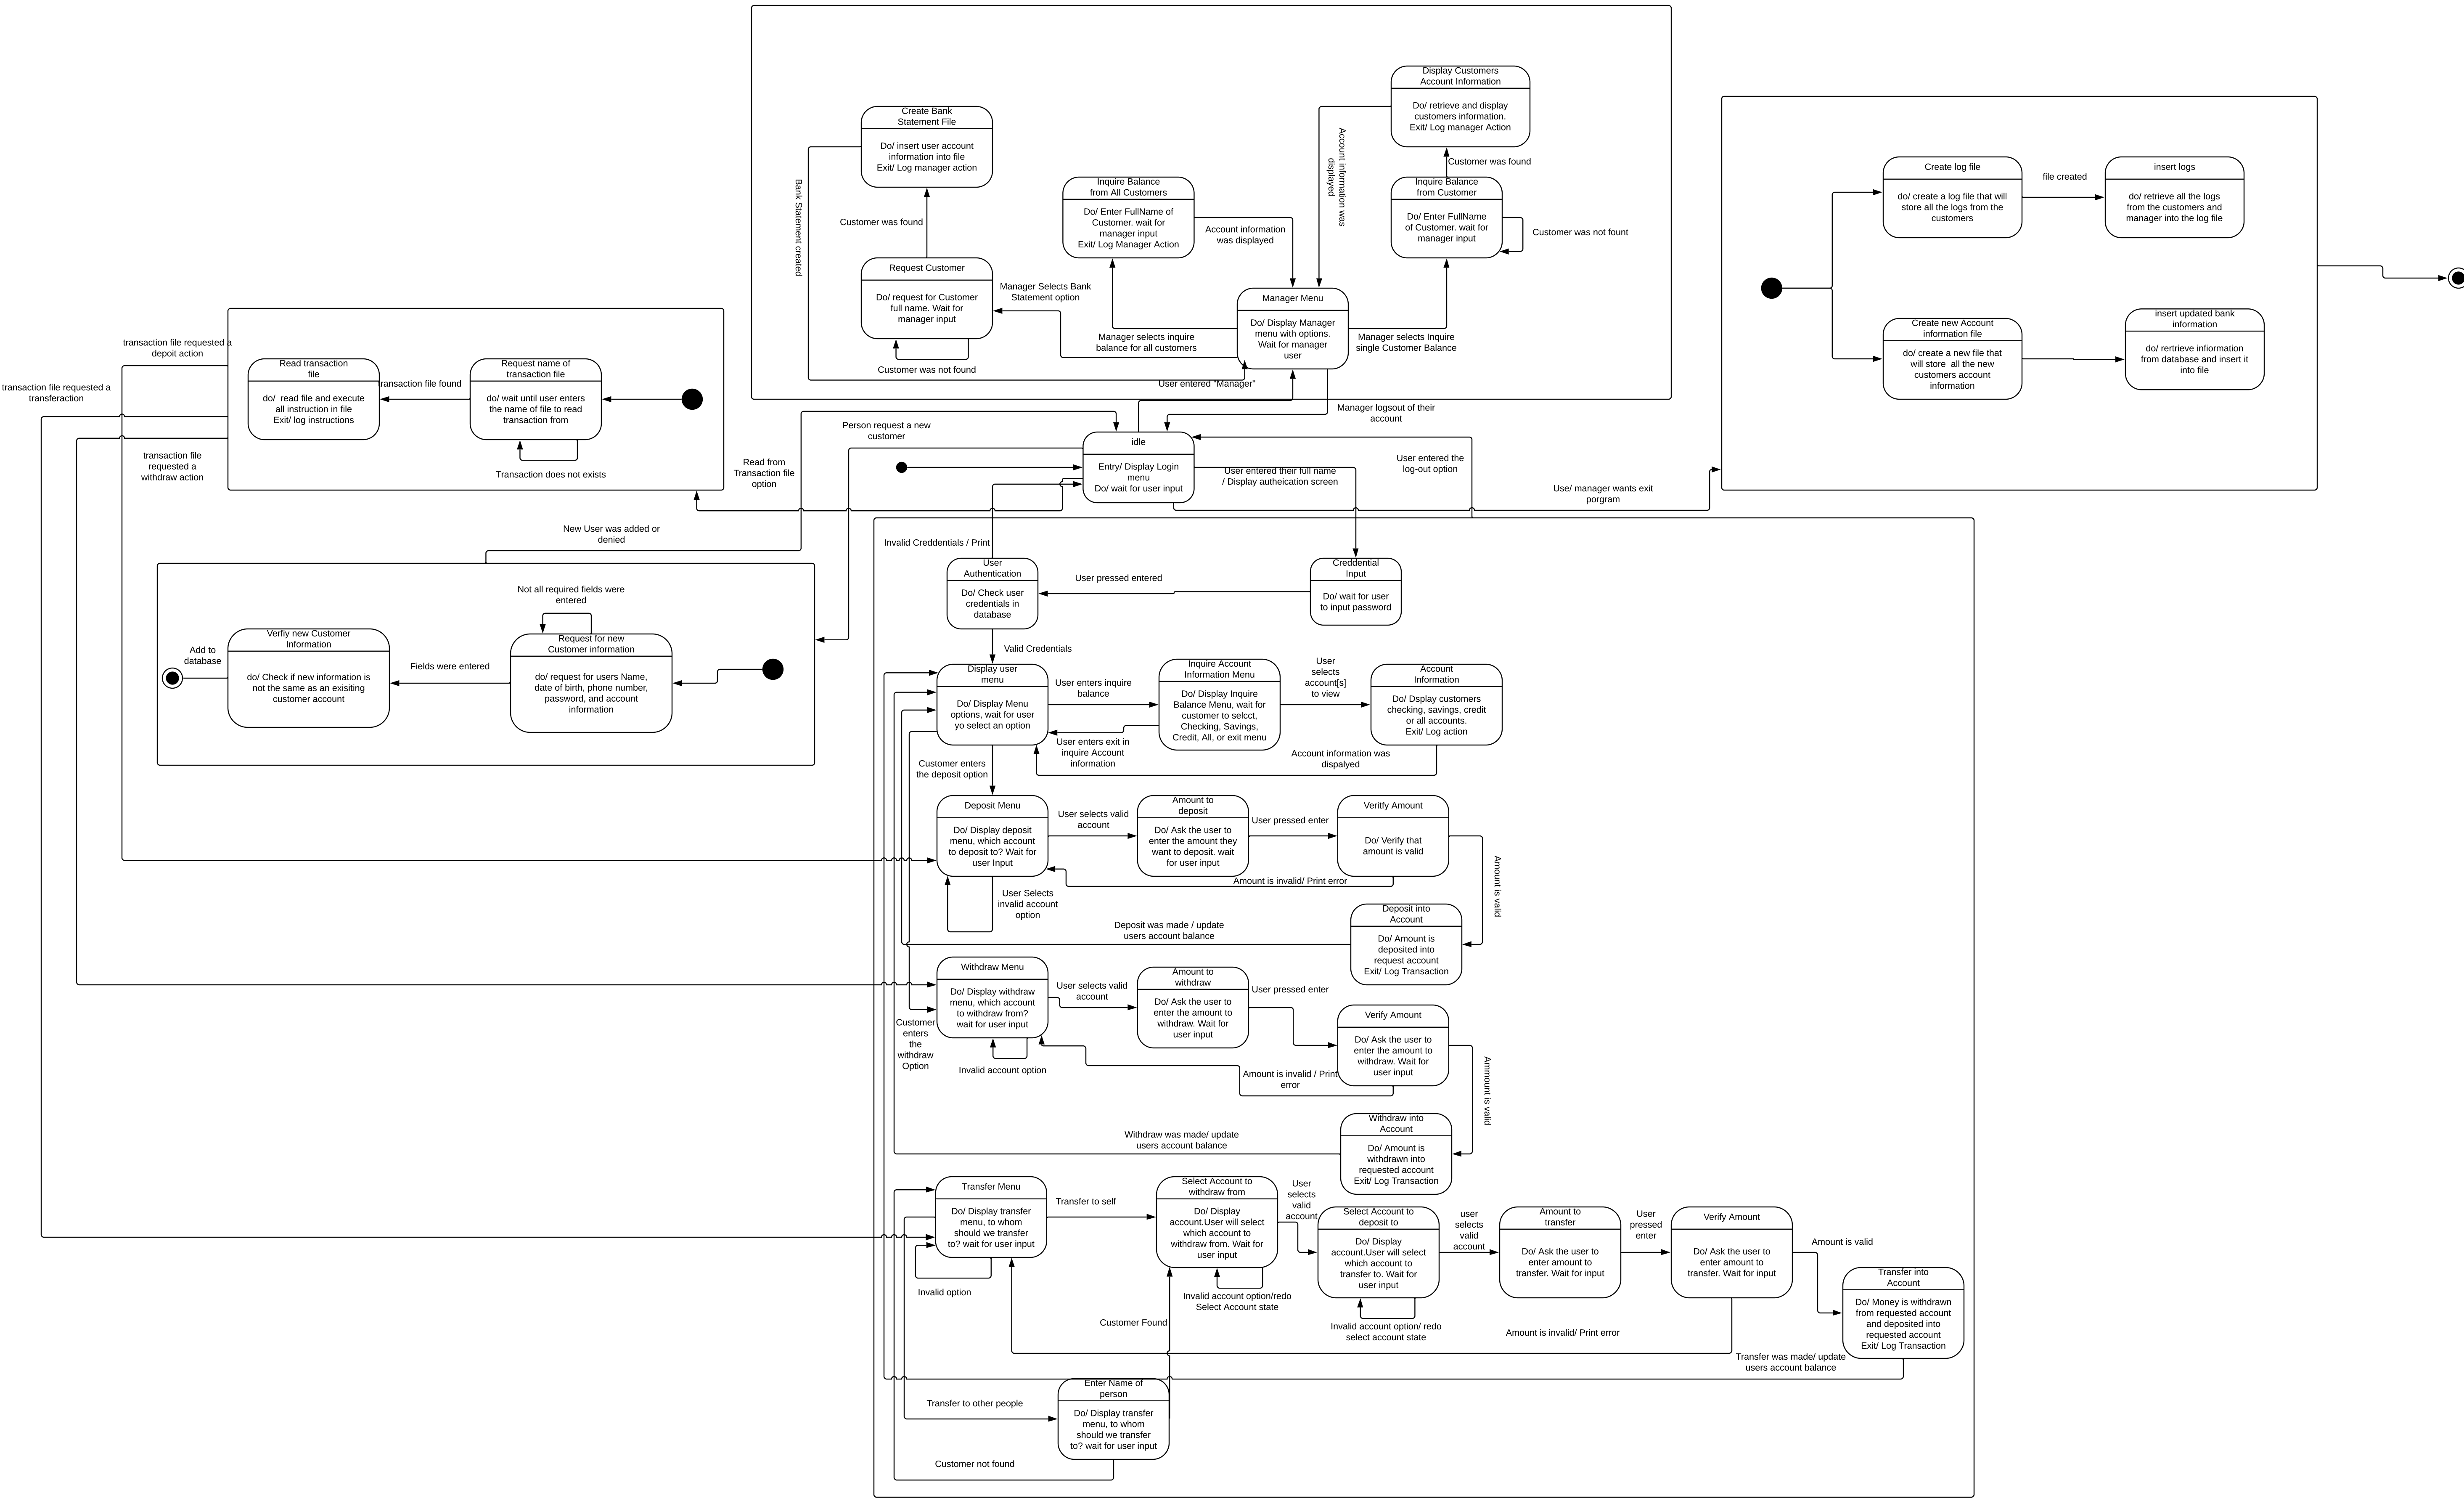 Create Bank
Statement File
Do/ insert user account
information into file
Exit/ Log manager action
Bank Statement created
Customer was found
Request Customer
Do/ request for Customer
full name. Wait for
manager input
Customer was not found
Manager Selects Bank
Statement option
Inquire Balance
from All Customers
Do/ Enter FullName of
Customer. wait for
manager input
Exit/ Log Manager Action
Account information
was displayed
Manager selects inquire
balance for all customers
Display Customers
Account Information
Do/ retrieve and display
customers information.
Exit/ Log manager Action
Account information was
displayed
Customer was found
Inquire Balance
from Customer
Do/ Enter FullName
of Customer. wait for
manager input
Customer was not fount
Manager Menu
Do/ Display Manager
menu with options.
Wait for manager
user
Manager selects Inquire
single Customer Balance
User entered "Manager"
Manager logsout of their
account
Create log file
do/ create a log file that will
store all the logs from the
customers
file created
insert logs
do/ retrieve all the logs
from the customers and
manager into the log file
Create new Account
information file
do/ create a new file that
will store  all the new
customers account
information
insert updated bank
information
do/ rertrieve infiormation
from database and insert it
into file
transcation file requested a
depoit action
transaction file requested a
transferaction
transaction file
requested a
withdraw action
Read transaction
file
do/  read file and execute
all instruction in file
Exit/ log instructions
transaction file found
Request name of
transaction file
do/ wait until user enters
the name of file to read
transaction from
Transaction does not exists
Read from
Transaction file
option
Person request a new
customer
idle
Entry/ Display Login
menu
Do/ wait for user input
User entered their full name
/ Display autheication screen
User entered the
log-out option
Use/ manager wants exit
porgram
New User was added or
denied
Not all required fields were
entered
Add to
database
Verfiy new Customer
Information
do/ Check if new information is
not the same as an exisiting
customer account
Fields were entered
Request for new
Customer information
do/ request for users Name,
date of birth, phone number,
password, and account
information
Invalid Creddentials / Print
User
Authentication
Do/ Check user
credentials in
database
User pressed entered
Creddential
Input
Do/ wait for user
to input password
Valid Credentials
Display user
menu
Do/ Display Menu
options, wait for user
yo select an option
User enters inquire
balance
Inquire Account
Information Menu
Do/ Display Inquire
Balance Menu, wait for
customer to selcct,
Checking, Savings,
Credit, All, or exit menu
User
selects
account[s]
to view
Account
Information
Do/ Dsplay customers
checking, savings, credit
or all accounts.
Exit/ Log action
User enters exit in
inquire Account
information
Account information was
dispalyed
Customer enters
the deposit option
Deposit Menu
Do/ Display deposit
menu, which account
to deposit to? Wait for
user Input
User selects valid
account
Amount to
deposit
Do/ Ask the user to
enter the amount they
want to deposit. wait
for user input
User pressed enter
Veritfy Amount
Do/ Verify that
amount is valid
Amount is invalid/ Print error
Amount is valid
User Selects
invalid account
option
Deposit was made / update
users account balance
Deposit into
Account
Do/ Amount is
deposited into
request account
Exit/ Log Transaction
Withdraw Menu
Do/ Display withdraw
menu, which account
to withdraw from?
wait for user input
User selects valid
account
Amount to
withdraw
Do/ Ask the user to
enter the amount to
withdraw. Wait for
user input
User pressed enter
Verify Amount
Do/ Ask the user to
enter the amount to
withdraw. Wait for
user input
Customer
enters
the
withdraw
Option
Invalid account option
Amount is invalid / Print
error
Ammount is valid
Withdraw was made/ update
users account balance
Withdraw into
Account
Do/ Amount is
withdrawn into
requested account
Exit/ Log Transaction
Transfer Menu
Do/ Display transfer
menu, to whom
should we transfer
to? wait for user input
Transfer to self
Select Account to
withdraw from
Do/ Display
account.User will select
which account to
withdraw from. Wait for
user input
User
selects
valid
account
Select Account to
deposit to
Do/ Display
account.User will select
which account to
transfer to. Wait for
user input
user
selects
valid
account
Amount to
transfer
Do/ Ask the user to
enter amount to
transfer. Wait for input
User
pressed
enter
Verify Amount
Do/ Ask the user to
enter amount to
transfer. Wait for input
Amount is valid
Transfer into
Account
Do/ Money is withdrawn
from requested account
and deposited into
requested account
Exit/ Log Transaction
Invalid option
Invalid account option/redo
Select Account state
Invalid account option/ redo
select account state
Customer Found
Amount is invalid/ Print error
Transfer was made/ update
users account balance
Transfer to other people
Enter Name of
person
Do/ Display transfer
menu, to whom
should we transfer
to? wait for user input
Customer not found